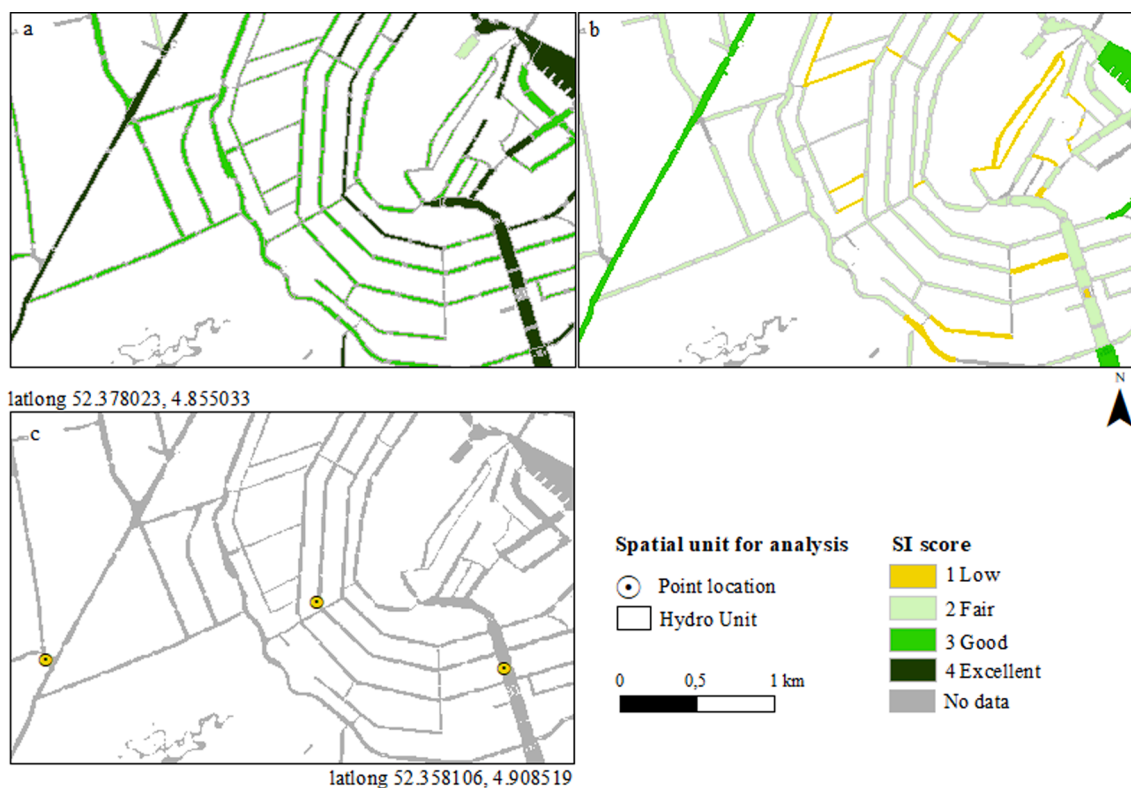 a
b
latlong 52.378023, 4.855033
N
c
Spatial unit for analysis
Point location
Hydro Unit
0 0,5 1 km
SI score
1 Low
2 Fair
3 Good
4 Excellent
No data
latlong 52.358106, 4.908519